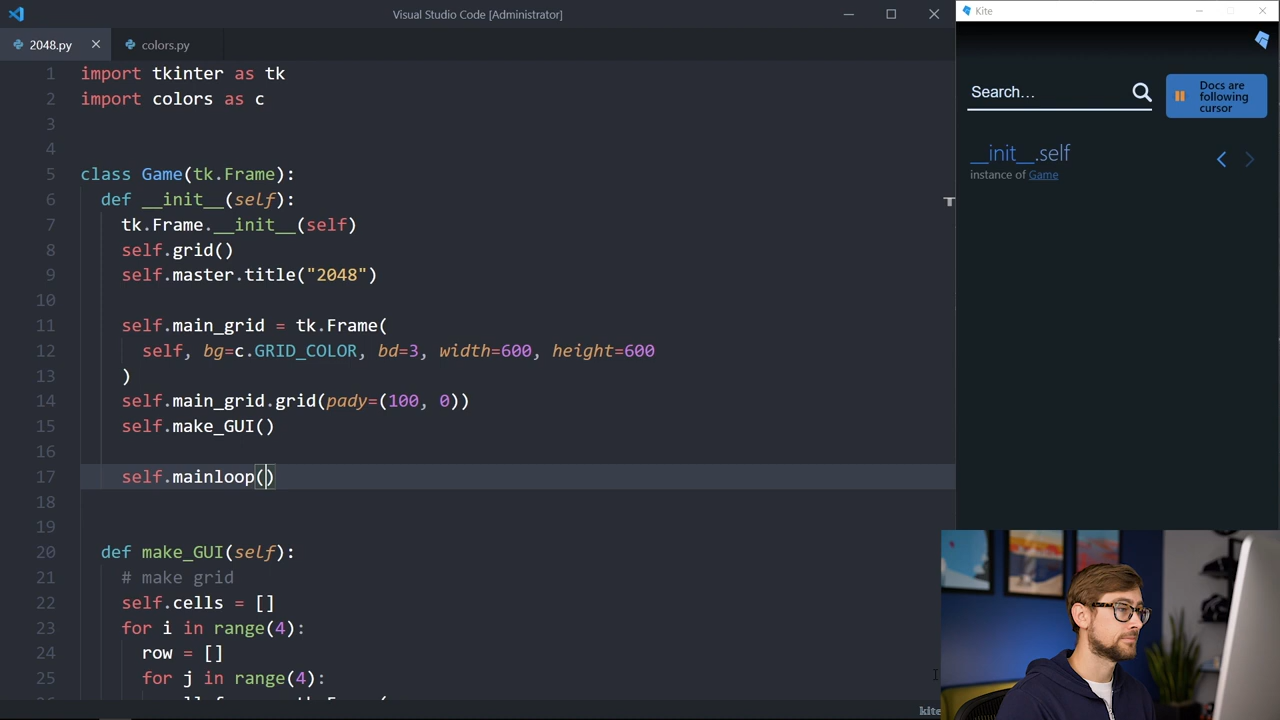 Visual Studio Code [Administrator]
2048.py
colors.py
1 import tkinter as tk
2 import colors as c
3
4
5 class Game(tk.Frame):
6 def __init__(self):
7 tk.Frame.__init__(self)
8 self.grid()
9 self.master.title("2048")
10
11 self.main_grid = tk.Frame(
12 self, bg=c.GRID_COLOR, bd=3, width=600, height=600
13 )
14 self.main_grid.grid(pady=(100, 0))
15 self.make_GUI()
16
17 self.mainloop()
18
19
20 def make_GUI(self):
21 # make grid
22 self.cells = []
23 for i in range(4):
24 row = []
25 for j in range(4):
kite
Kite
Search…
Docs are
following
cursor
__init__.self
instance of Game